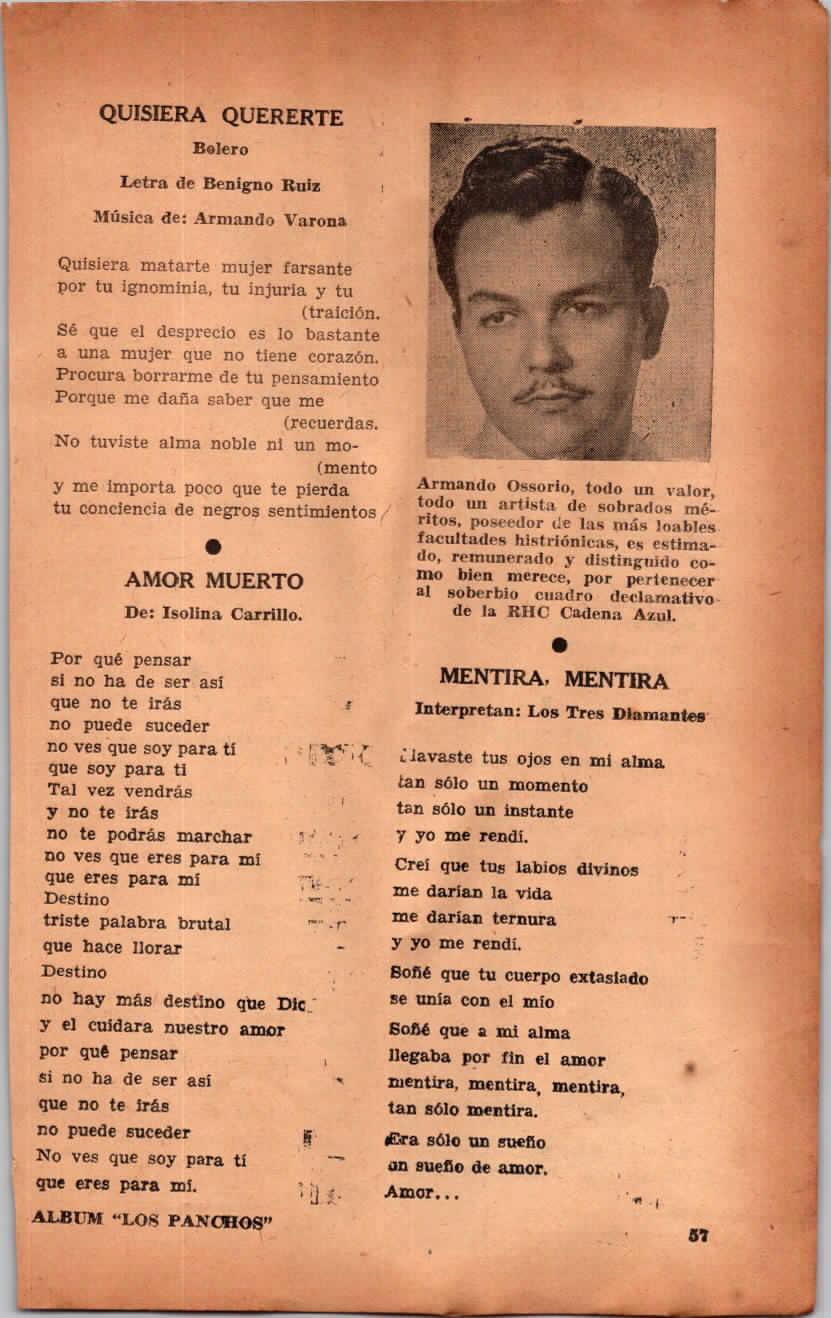 QUISIERA QUERERTE
Bolero
Letra de Benigno Ruiz
Música de: Armando Varona
Quisiera matarte mujer farsante
por tu ignominia, tu injuria y tu
(traición.
Sé que el desprecio es lo bastante
a una mujer que no tiene corazón.
Procura borrarme de tu pensamiento
Porque me daña saber que me
(recuerdas.
No tuviste alma noble ni un mo-
(mento
y me importa poco que te pierda
tu conciencia de negros sentimientos
AMOR MUERTO
De: Isolina Carrillo.
Por qué pensar
si no ha de ser así
que no te irás
no puede suceder
no ves que soy para tí
que soy para ti
Tal vez vendrás
y no te irás
no te podrás marchar
no ves que eres para mí
que eres para mí
Destino
triste palabra brutal
que hace llorar
Destino
no hay más destino que
y el cuidara nuestro amor
por qué pensar
si no ha de ser así
que no te irás
no puede suceder
No ves que soy para tí
que eres para mí.
ALBUM "LOS PANCHOS"
Armando Ossorio, todo un valor,
todo un artista de sobrados mé-
ritos, poseedor de las más loables
facultades histriónicas, es estima-
do, remunerado y distinguido co-
mo bien merece, por pertenecer
al soberbio cuadro declamativo
de la RHC Cadena Azul.
MENTIRA, MENTIRA
Interpretan: Los Tres Diamantes
tus ojos en mi alma
tan sólo un momento
tan sólo un instante
y yo me rendí.
Creí que tus labios divinos
me darían la vida
me darían ternura
y yo me rendí.
Soñé que tu cuerpo extasiado
se unía con el mío
Soñé que a mi alma
llegaba por fin el amor
mentira, mentira, mentira,
tan sólo mentira.
Era sólo un sueño
un sueño de amor.
Amor...
57